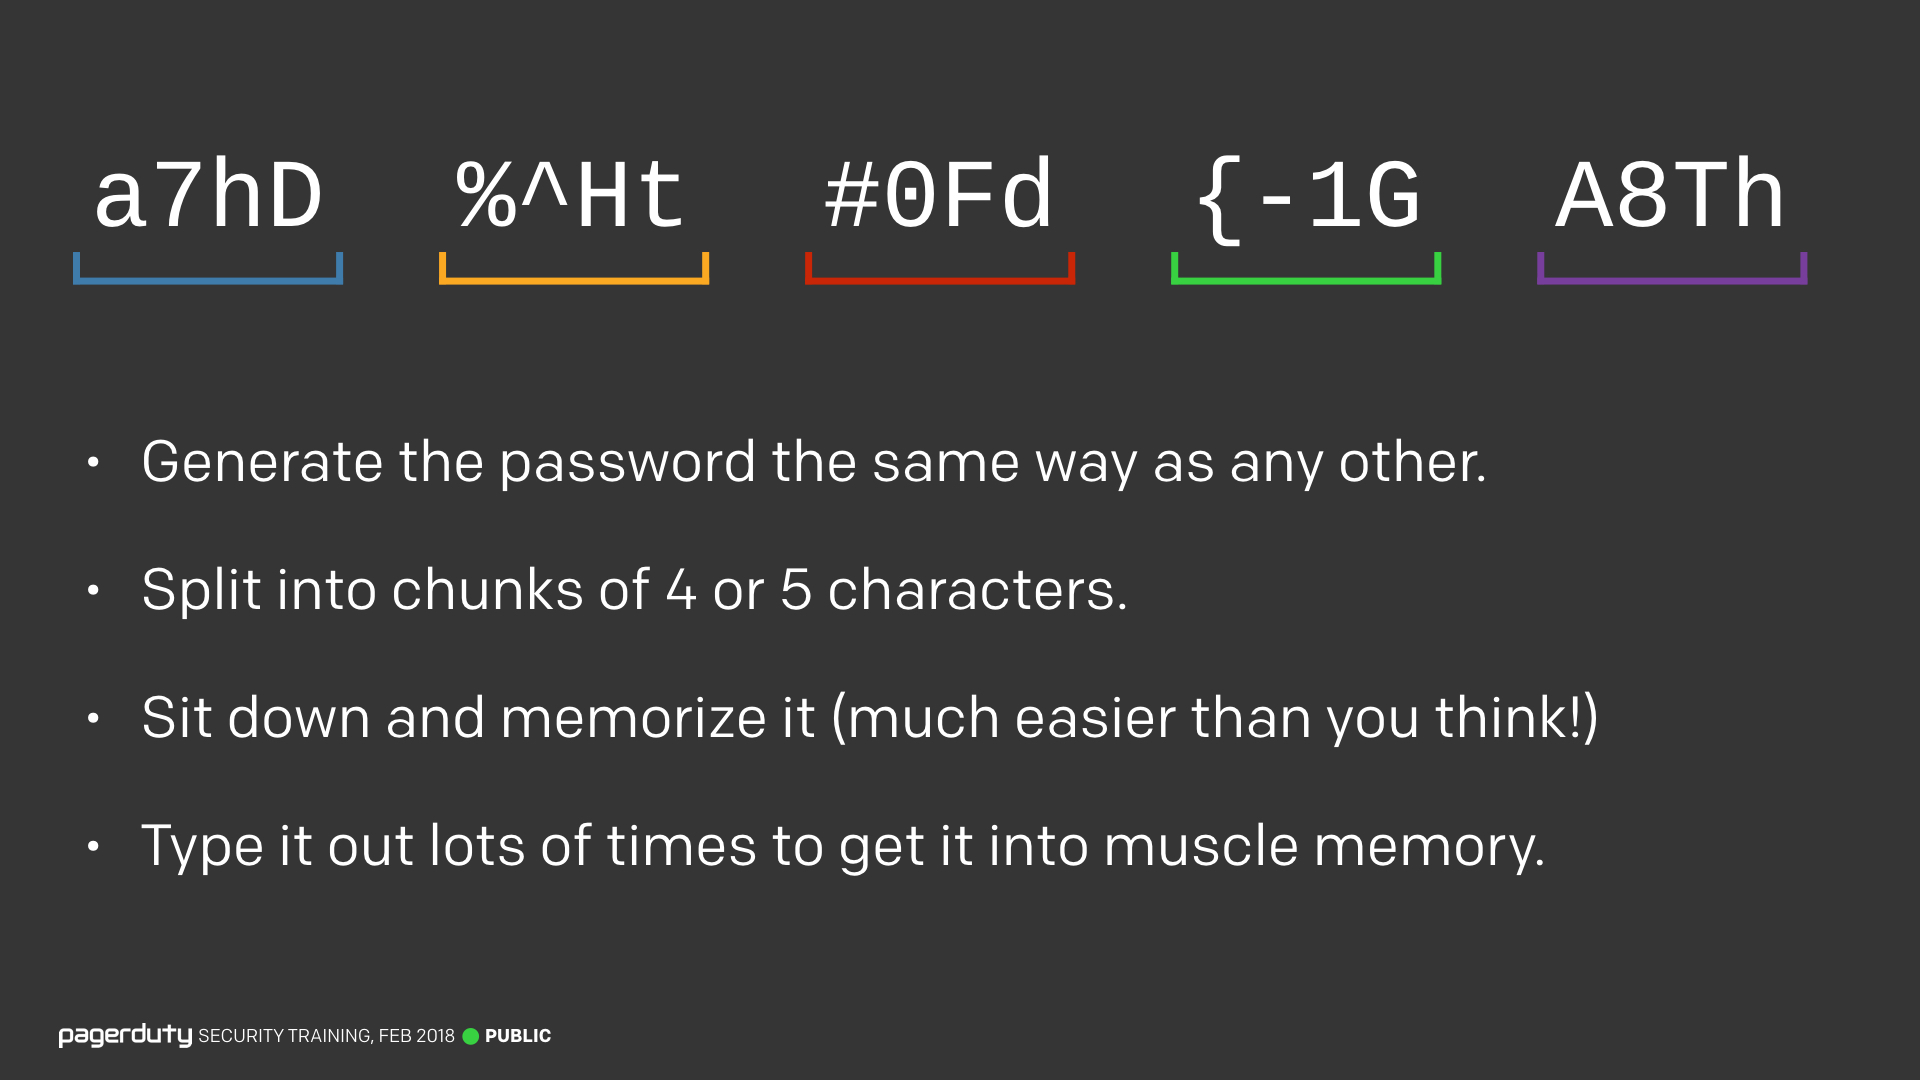 a7hD %^Ht #0Fd {-1G A8Th
• Generate the password the same way as any other.
• Split into chunks of 4 or 5 characters.
• Sit down and memorize it (much easier than you think!)
• Type it out lots of times to get it into muscle memory.
pagerduty SECURITY TRAINING, FEB 2018 PUBLIC